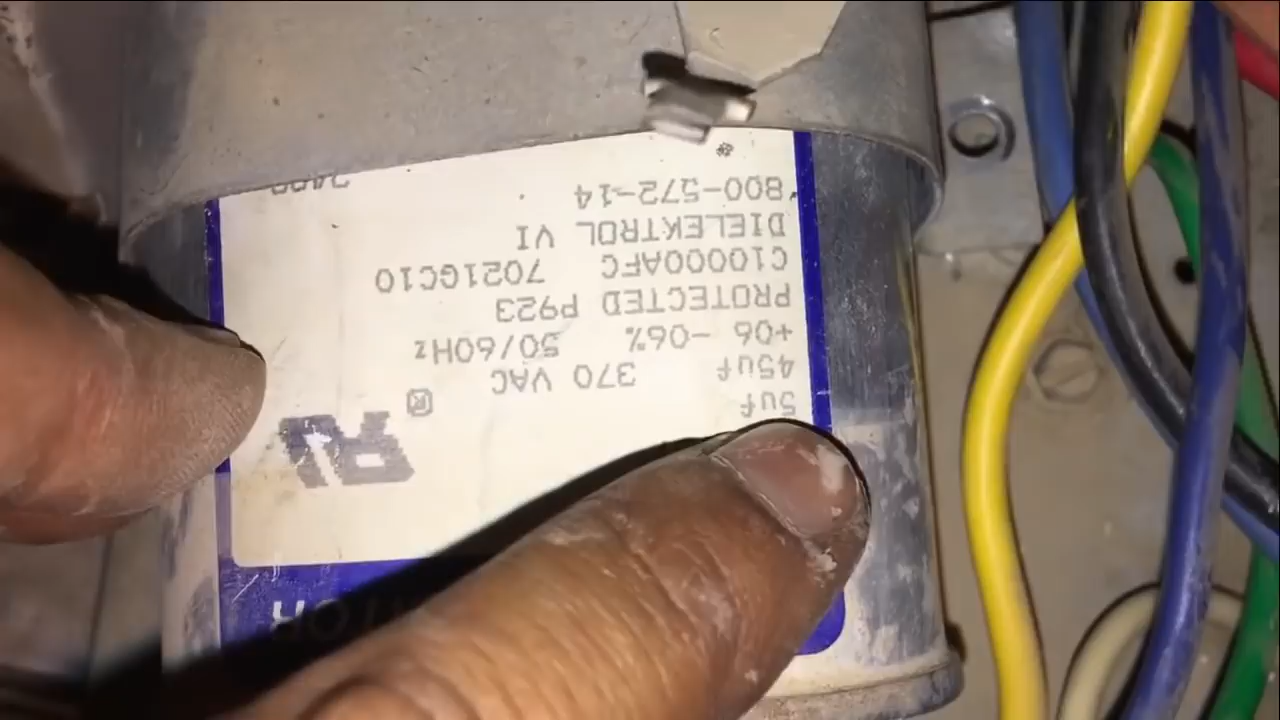 5uf
45uf 370 VAC
+06 -06% 50/60Hz
PROTECTED P923
C10000AFC 7021GC10
DIELEKTROL VI
800-572-14
®